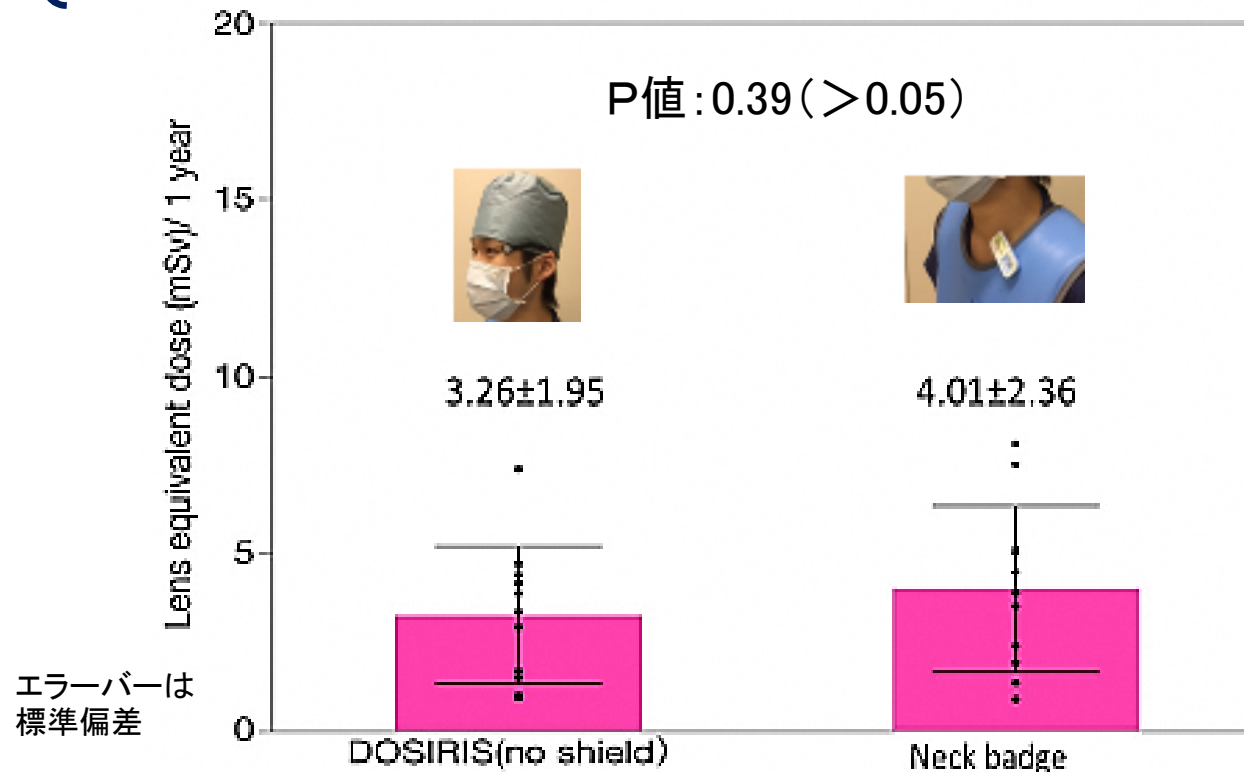 20
P値:0.39(>0.05)
15
Lens equivalent dose (mSv)/ 1 year
10
3.26±1.95
4.01±2.36
5
エラーバーは
標準偏差
0
DOSIRIS(no shield)
Neck badge